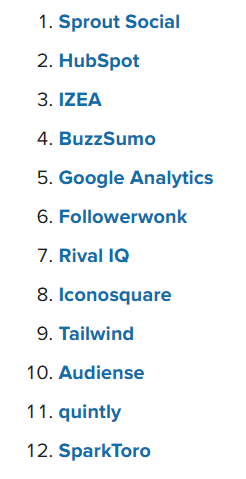 1. Sprout Social
2. HubSpot
3. IZEA
4. BuzzSumo
5. Google Analytics
6. Followerwonk
7. Rival IQ
8. Iconosquare
9. Tailwind
10. Audiense
11. quintly
12. SparkToro